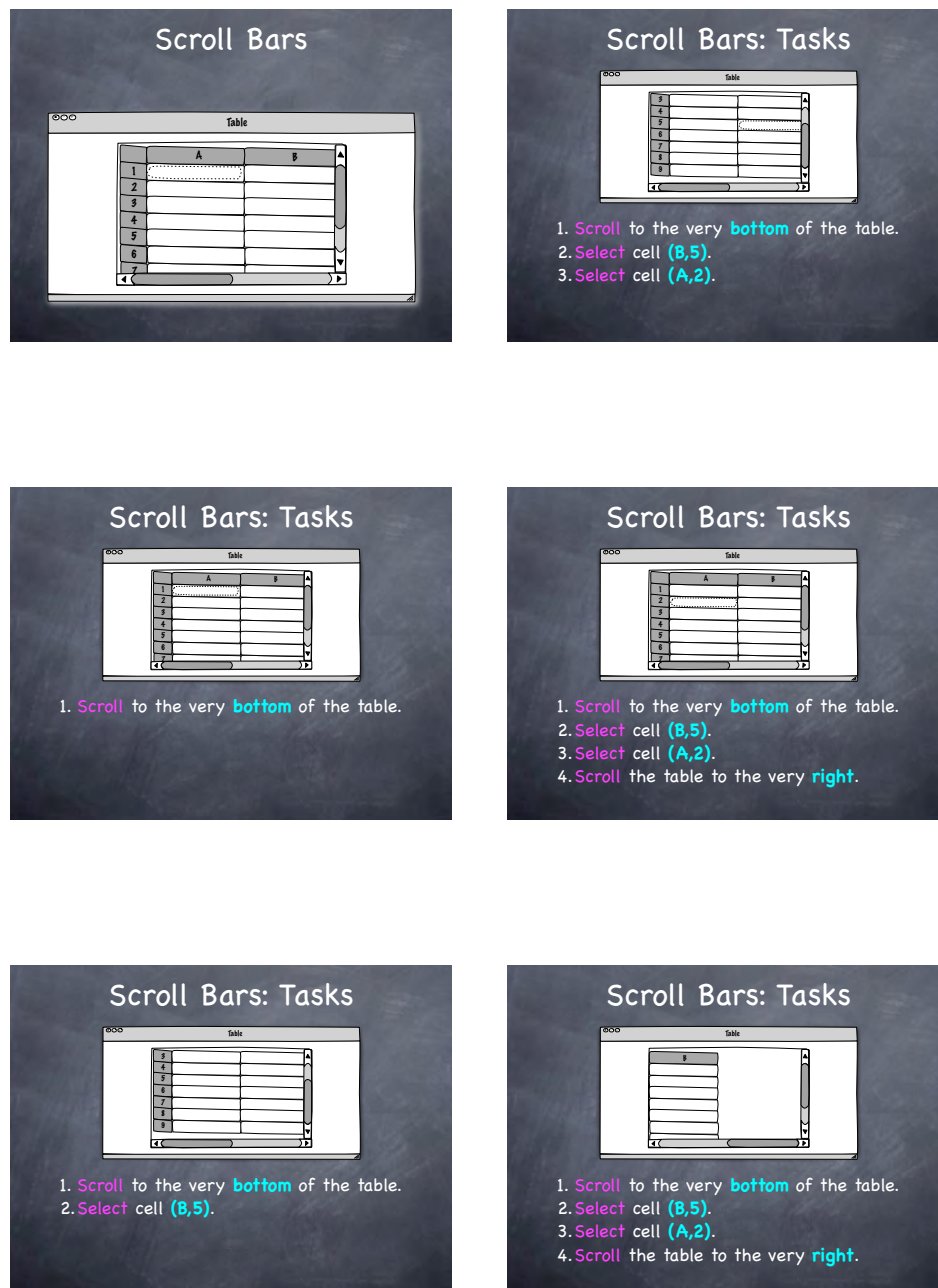 Scroll Bars
Table
A B
1
2
3
4
5
6
7
Scroll Bars: Tasks
Table
A B
1
2
3
4
5
6
7
1. Scroll to the very bottom of the table.
Scroll Bars: Tasks
Table
3
4
5
6
7
8
9
1. Scroll to the very bottom of the table.
2. Select cell (B,5).
Scroll Bars: Tasks
Table
3
4
5
6
7
8
9
1. Scroll to the very bottom of the table.
2. Select cell (B,5).
3. Select cell (A,2).
Scroll Bars: Tasks
Table
A B
1
2
3
4
5
6
7
1. Scroll to the very bottom of the table.
2. Select cell (B,5).
3. Select cell (A,2).
4. Scroll the table to the very right.
Scroll Bars: Tasks
Table
B
1. Scroll to the very bottom of the table.
2. Select cell (B,5).
3. Select cell (A,2).
4. Scroll the table to the very right.